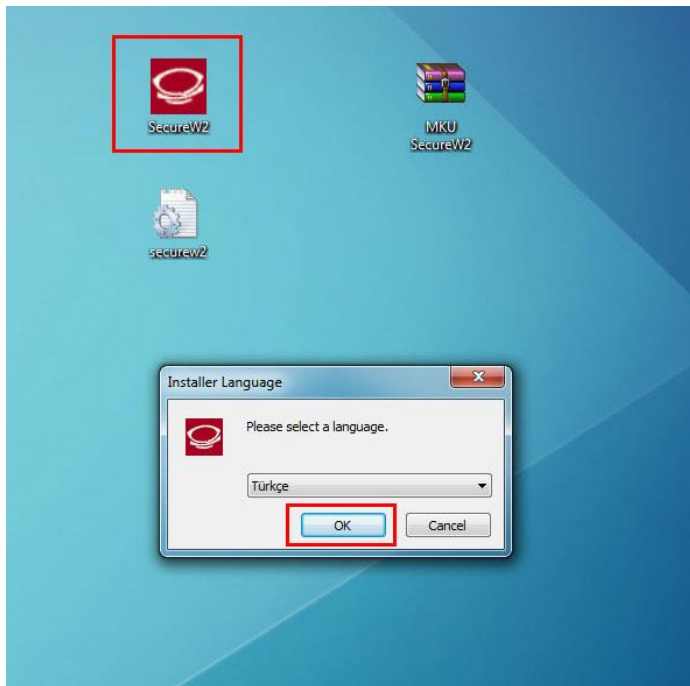 SecureW2
MKU
SecureW2
securew2
Installer Language
Please select a language.
Türkçe
OK
Cancel